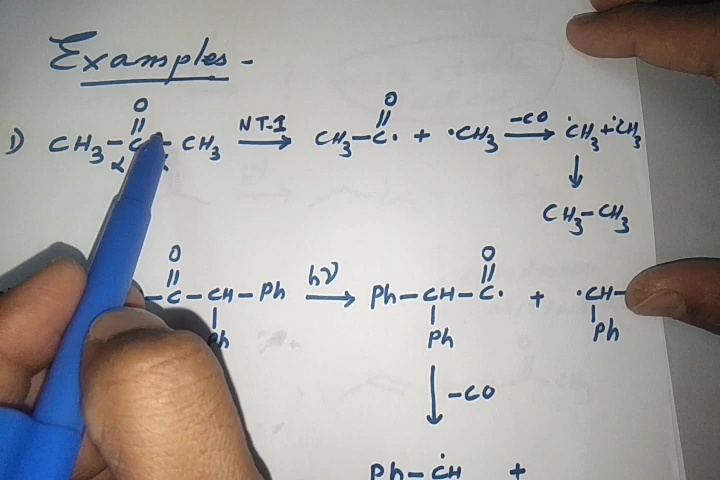 Examples -
O O
1) CH3 - C - CH3 NT-1 → CH3 - C· + ·CH3 -CO → ĊH3 + ĊH3
α ↓
CH3 - CH3
O O
- C - CH - Ph hν → Ph - CH - C· + ·CH -
Ph Ph Ph
↓ -CO
Ph - ĊH +